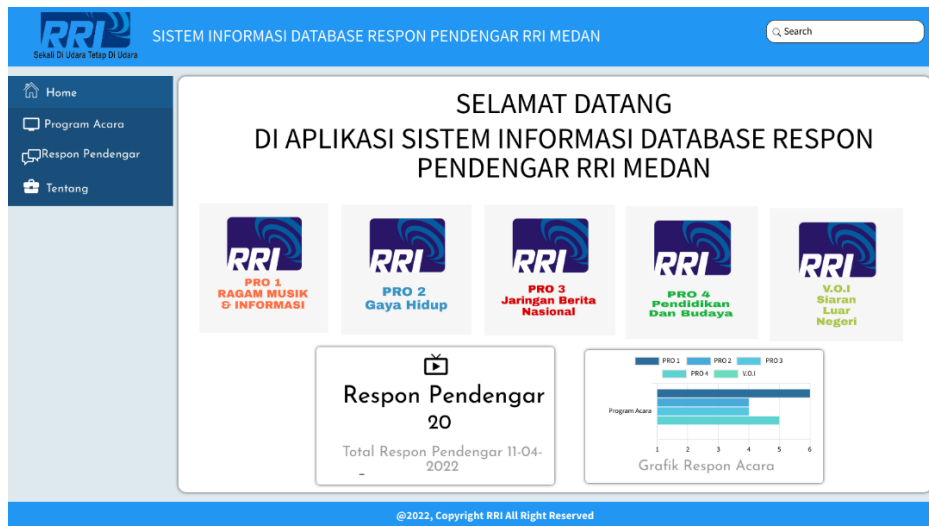 RRI
Sekali Di Udara Tetap Di Udara
SISTEM INFORMASI DATABASE RESPON PENDENGAR RRI MEDAN
Search
Home
Program Acara
Respon Pendengar
Tentang
SELAMAT DATANG
DI APLIKASI SISTEM INFORMASI DATABASE RESPON
PENDENGAR RRI MEDAN
RRI
PRO 1
RAGAM MUSIK
& INFORMASI
RRI
PRO 2
Gaya Hidup
RRI
PRO 3
Jaringan Berita
Nasional
RRI
PRO 4
Pendidikan
Dan Budaya
RRI
V.O.I
Siaran
Luar
Negeri
Respon Pendengar
20
Total Respon Pendengar 11-04-
2022
PRO 1 PRO 2 PRO 3
PRO 4 V.O.I
Program Acara
1 2 3 4 5 6
Grafik Respon Acara
@2022, Copyright RRI All Right Reserved